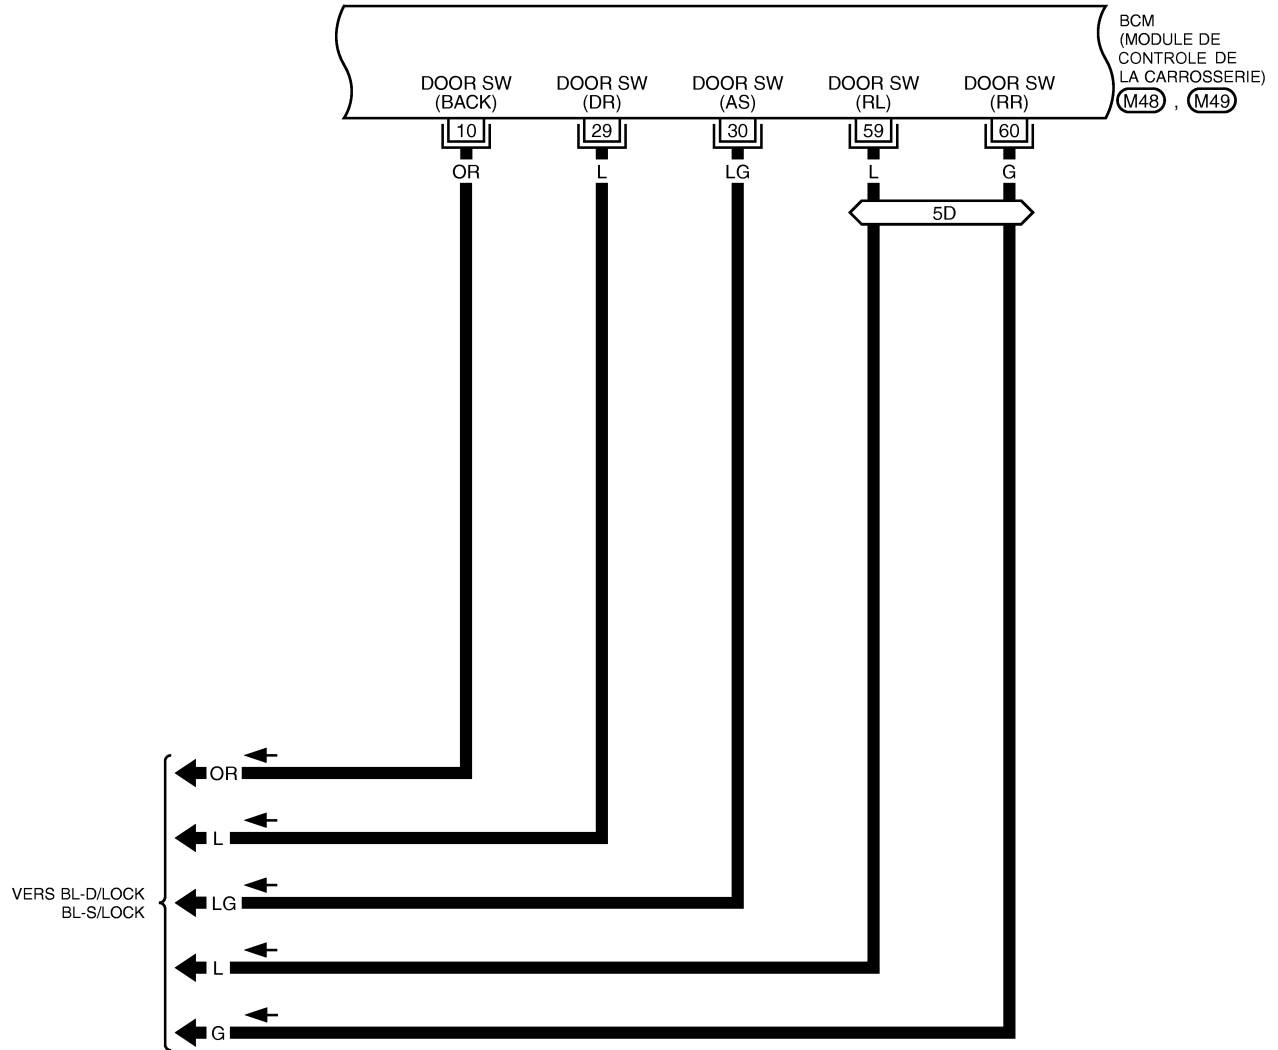 BCM
(MODULE DE
CONTROLE DE
LA CARROSSERIE)
M48 , M49
DOOR SW DOOR SW DOOR SW DOOR SW DOOR SW
(BACK) (DR) (AS) (RL) (RR)
10 29 30 59 60
OR L LG L G
5D
OR
L
VERS BL-D/LOCK
BL-S/LOCK
LG
L
G